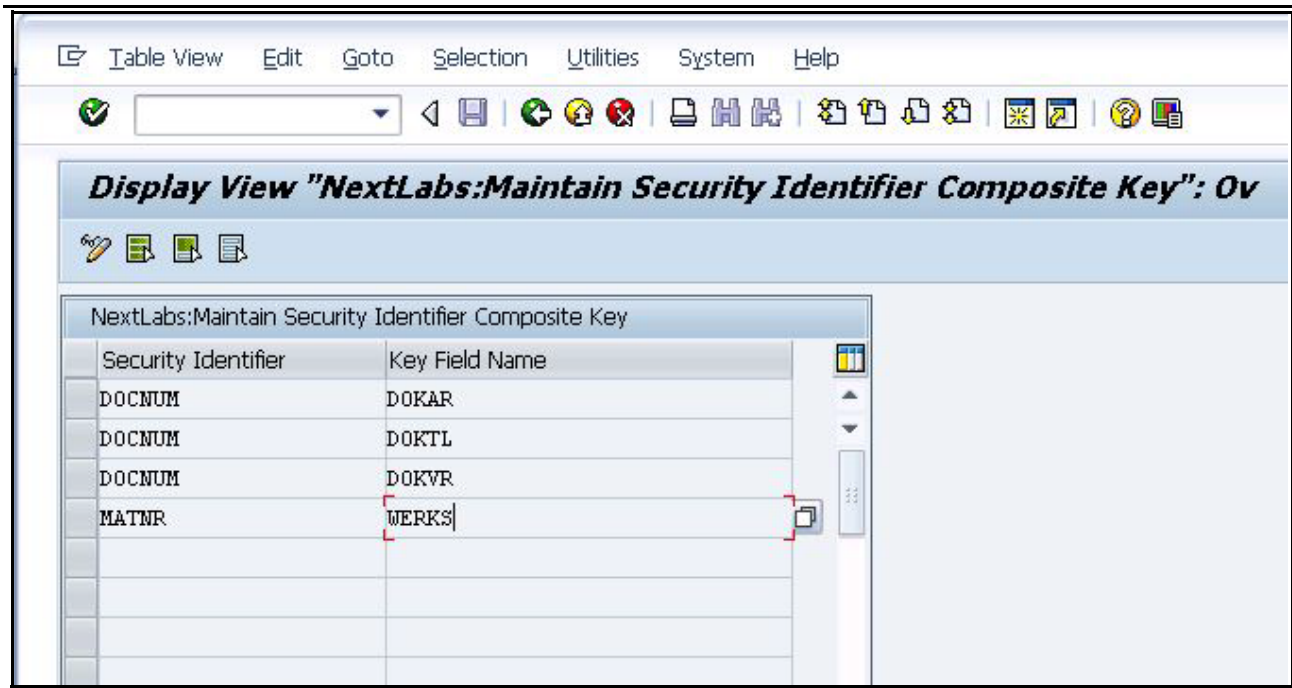 Table View Edit Goto Selection Utilities System Help
Display View "NextLabs:Maintain Security Identifier Composite Key": Ov
NextLabs:Maintain Security Identifier Composite Key
Security Identifier Key Field Name
DOCNUM DOKAR
DOCNUM DOKTL
DOCNUM DOKVR
MATNR WERKS